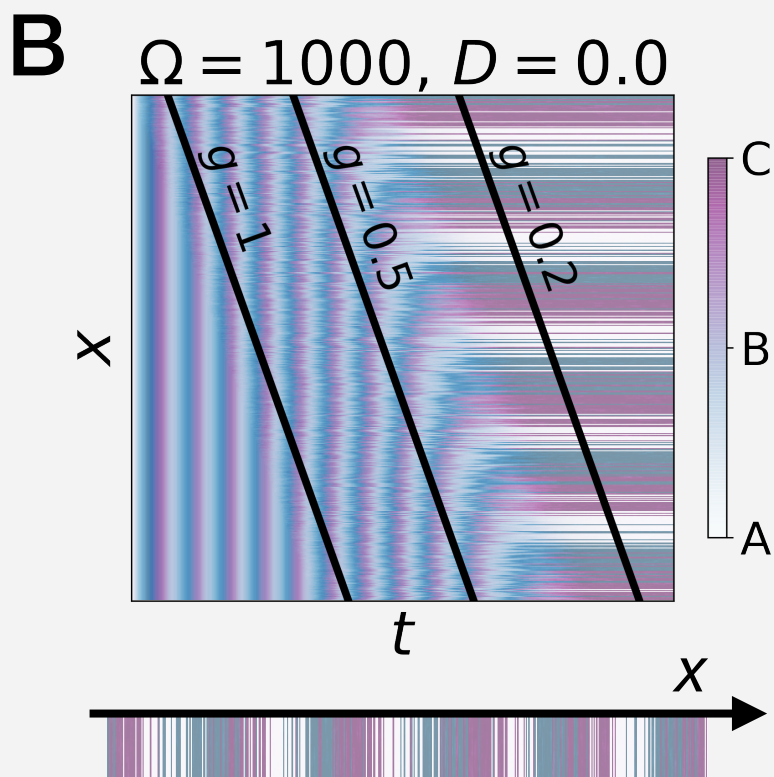 B
Ω = 1000, D = 0.0
g = 1
g = 0.5
g = 0.2
C
B
A
x
t
x